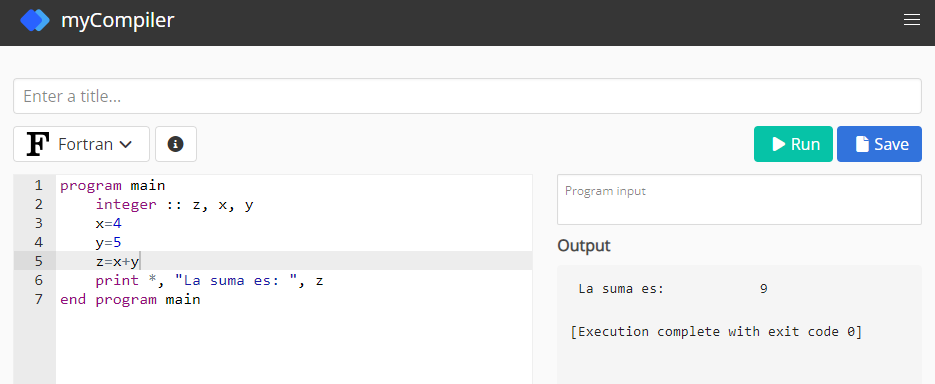 myCompiler
Enter a title...
F Fortran
Run
Save
1 program main
2 integer :: z, x, y
3 x=4
4 y=5
5 z=x+y
6 print *, "La suma es: ", z
7 end program main
Program input
Output
La suma es: 9
[Execution complete with exit code 0]